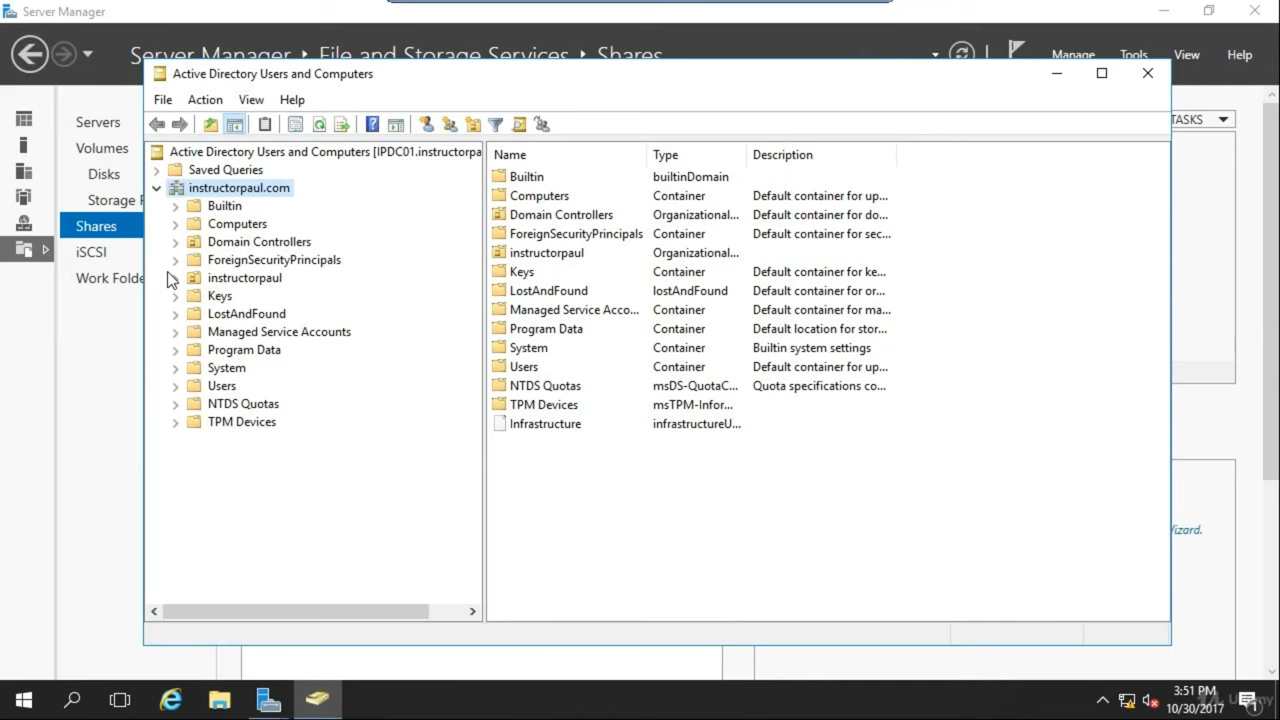 Server Manager
Server Manager • File and Storage Services • Shares
Manage Tools View Help
Active Directory Users and Computers
File Action View Help
Servers
Volumes
Disks
Storage P
Shares
iSCSI
Work Folde
TASKS
Active Directory Users and Computers [IPDC01.instructorpa
Saved Queries
instructorpaul.com
Builtin
Computers
Domain Controllers
ForeignSecurityPrincipals
instructorpaul
Keys
LostAndFound
Managed Service Accounts
Program Data
System
Users
NTDS Quotas
TPM Devices
Name Type Description
Builtin builtinDomain
Computers Container Default container for up...
Domain Controllers Organizational... Default container for do...
ForeignSecurityPrincipals Container Default container for sec...
instructorpaul Organizational...
Keys Container Default container for ke...
LostAndFound lostAndFound Default container for or...
Managed Service Acco... Container Default container for ma...
Program Data Container Default location for stor...
System Container Builtin system settings
Users Container Default container for up...
NTDS Quotas msDS-QuotaC... Quota specifications co...
TPM Devices msTPM-Infor...
Infrastructure infrastructureU...
izard.
3:51 PM
10/30/2017
Udemy
1